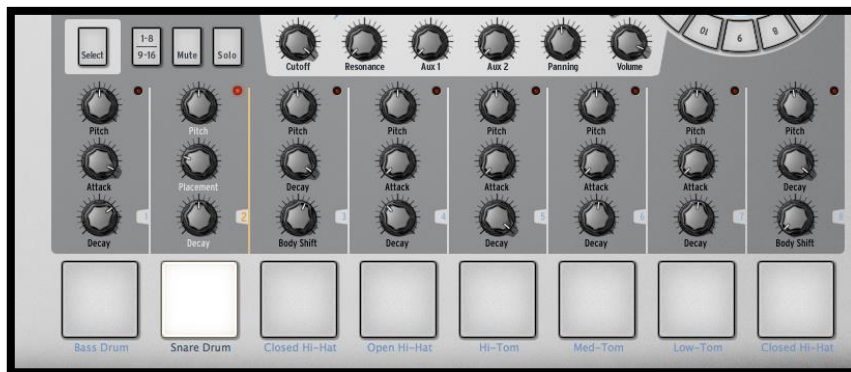 10 9 8
Select 1-8 Mute Solo
9-16
Cutoff Resonance Aux 1 Aux 2 Panning Volume
Pitch Pitch Pitch Pitch Pitch Pitch Pitch Pitch
Attack Placement Decay Attack Attack Attack Attack Decay
1 2 3 4 5 6 7 8
Decay Decay Body Shift Decay Decay Decay Decay Body Shift
Bass Drum Snare Drum Closed Hi-Hat Open Hi-Hat Hi-Tom Med-Tom Low-Tom Closed Hi-Hat